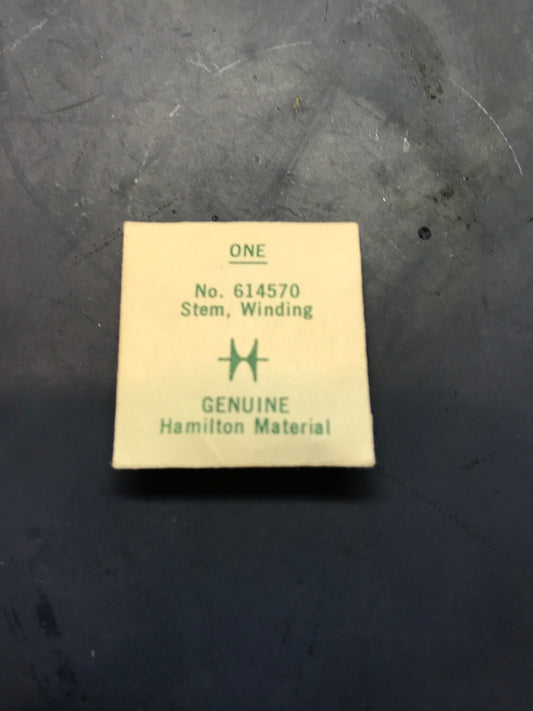 ONE
No. 614570
Stem, Winding
GENUINE
Hamilton Material